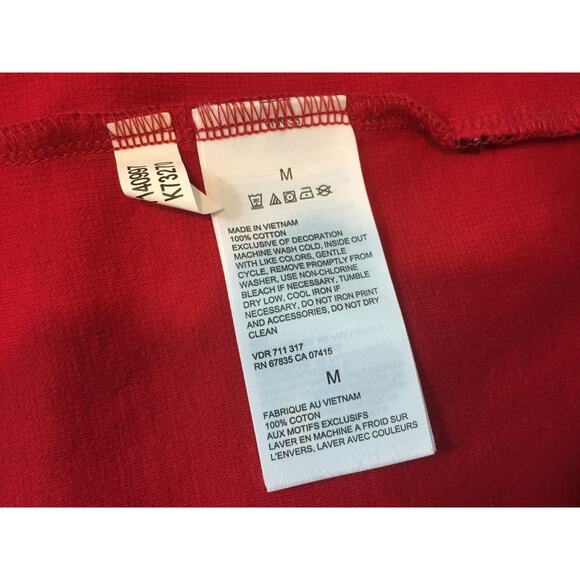 40997
K73270
M
MADE IN VIETNAM
100% COTTON
EXCLUSIVE OF DECORATION
MACHINE WASH COLD, INSIDE OUT
WITH LIKE COLORS, GENTLE
CYCLE, REMOVE PROMPTLY FROM
WASHER, USE NON-CHLORINE
BLEACH IF NECESSARY, TUMBLE
DRY LOW, COOL IRON IF
NECESSARY, DO NOT IRON PRINT
AND ACCESSORIES, DO NOT DRY
CLEAN
VDR 711 317
RN 67835 CA 07415
M
FABRIQUE AU VIETNAM
100% COTON
AUX MOTIFS EXCLUSIFS
LAVER EN MACHINE A FROID SUR
L'ENVERS, LAVER AVEC COULEURS